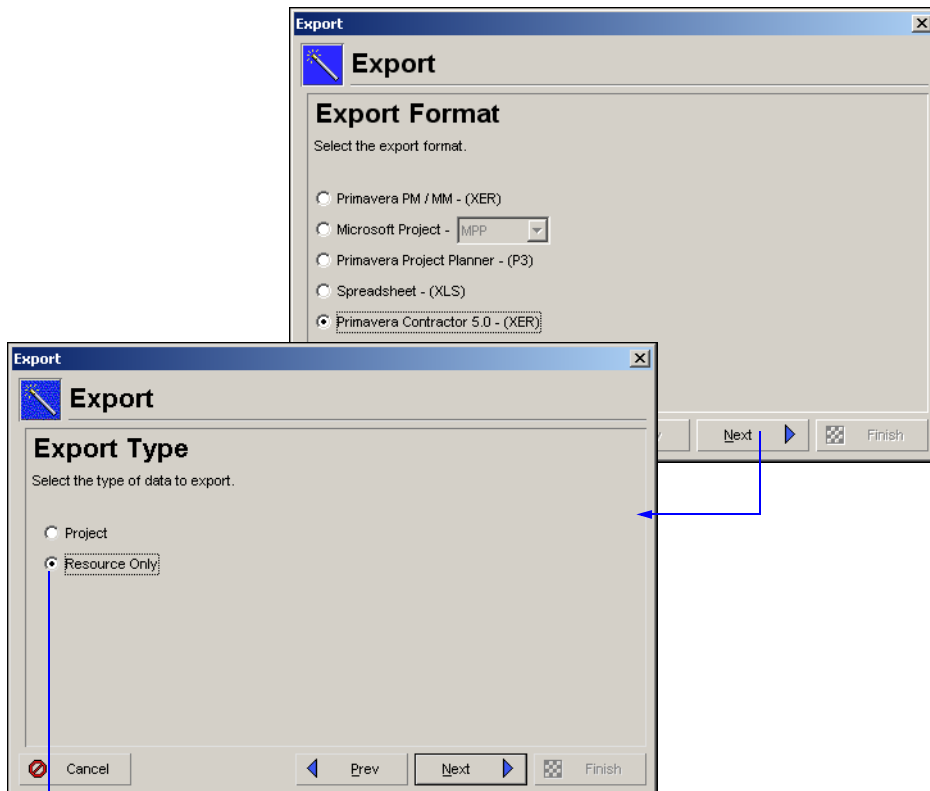 Export
Export
Export Format
Select the export format.
Primavera PM / MM - (XER)
Microsoft Project - MPP
Primavera Project Planner - (P3)
Spreadsheet - (XLS)
Primavera Contractor 5.0 - (XER)
Next Finish
Export
Export
Export Type
Select the type of data to export.
Project
Resource Only
Cancel Prev Next Finish